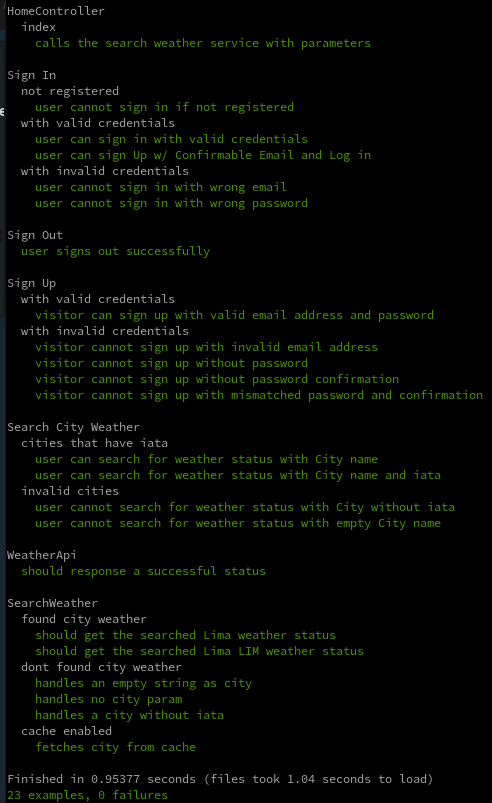 HomeController
index
calls the search weather service with parameters
Sign In
not registered
user cannot sign in if not registered
with valid credentials
user can sign in with valid credentials
user can sign Up w/ Confirmable Email and Log in
with invalid credentials
user cannot sign in with wrong email
user cannot sign in with wrong password
Sign Out
user signs out successfully
Sign Up
with valid credentials
visitor can sign up with valid email address and password
with invalid credentials
visitor cannot sign up with invalid email address
visitor cannot sign up without password
visitor cannot sign up without password confirmation
visitor cannot sign up with mismatched password and confirmation
Search City Weather
cities that have iata
user can search for weather status with City name
user can search for weather status with City name and iata
invalid cities
user cannot search for weather status with City without iata
user cannot search for weather status with empty City name
WeatherApi
should response a successful status
SearchWeather
found city weather
should get the searched Lima weather status
should get the searched Lima LIM weather status
dont found city weather
handles an empty string as city
handles no city param
handles a city without iata
cache enabled
fetches city from cache
Finished in 0.95377 seconds (files took 1.04 seconds to load)
23 examples, 0 failures